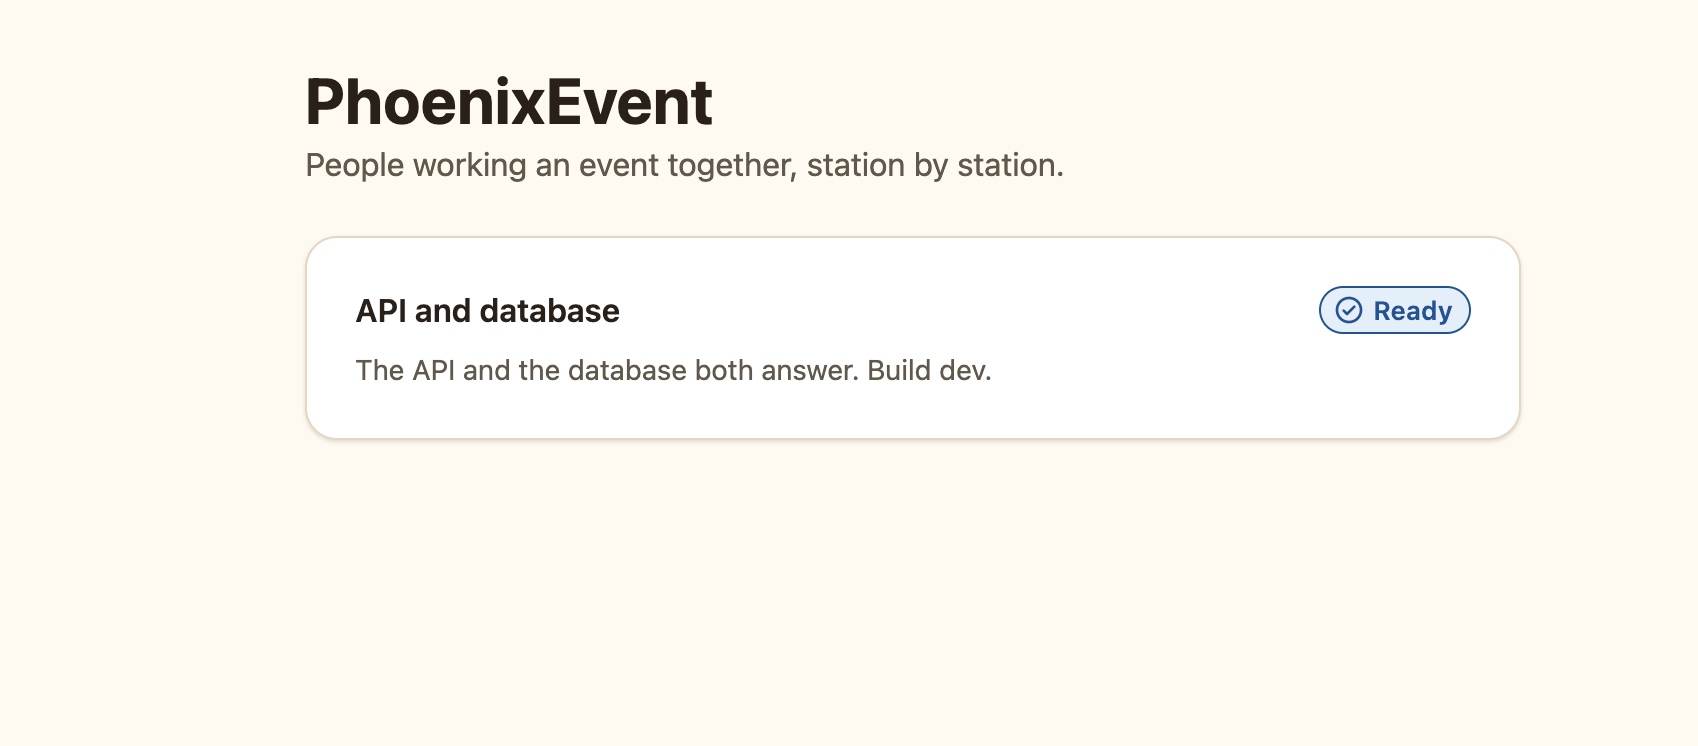 PhoenixEvent
People working an event together, station by station.
API and database
Ready
The API and the database both answer. Build dev.